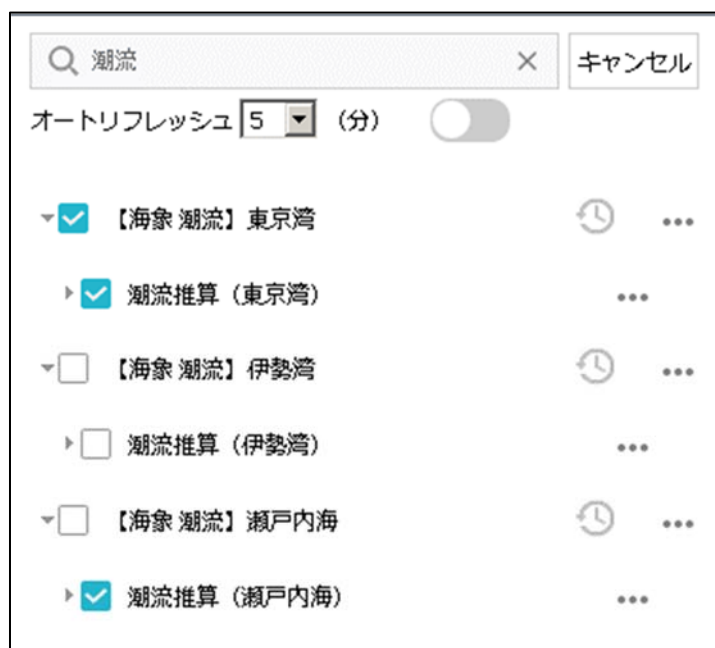 潮流 キャンセル
オートリフレッシュ 5 (分)
【海象 潮流】東京湾
潮流推算（東京湾）
【海象 潮流】伊勢湾
潮流推算（伊勢湾）
【海象 潮流】瀬戸内海
潮流推算（瀬戸内海）